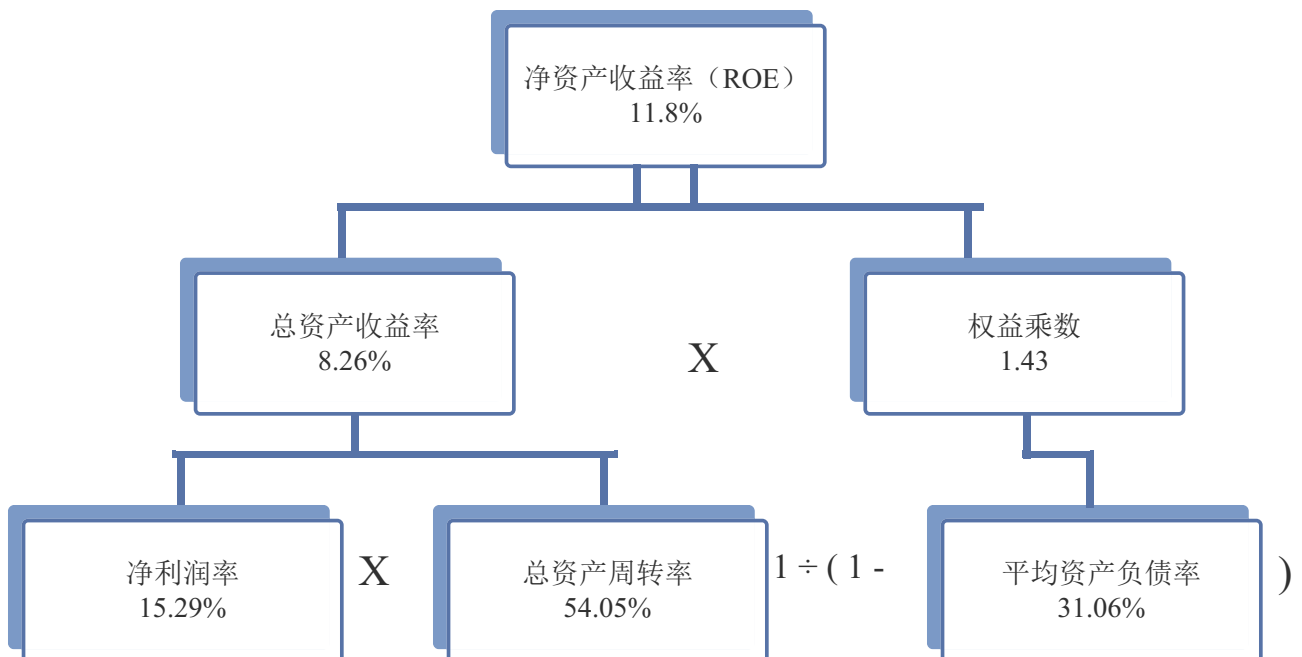 净资产收益率（ROE）
11.8%
总资产收益率
8.26%
X
权益乘数
1.43
净利润率
15.29%
X
总资产周转率
54.05%
1 ÷ ( 1 -
平均资产负债率
31.06%
)